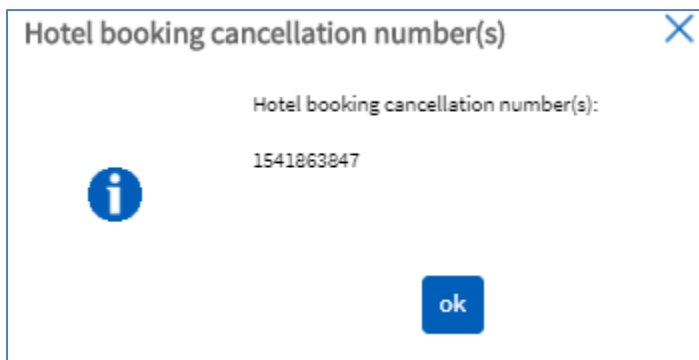 Hotel booking cancellation number(s)
Hotel booking cancellation number(s):
1541863847
ok